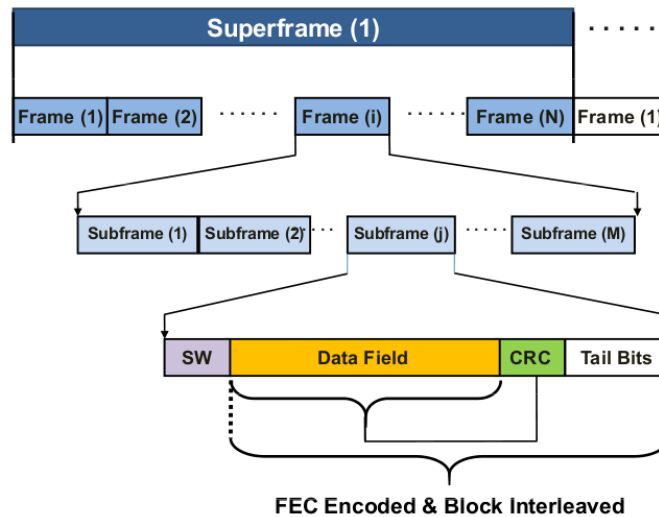 Superframe (1) . . . . .
Frame (1) Frame (2) ...... Frame (i) ...... Frame (N) Frame (1)
Subframe (1) Subframe (2) ..... Subframe (j) ..... Subframe (M)
SW Data Field CRC Tail Bits
FEC Encoded & Block Interleaved